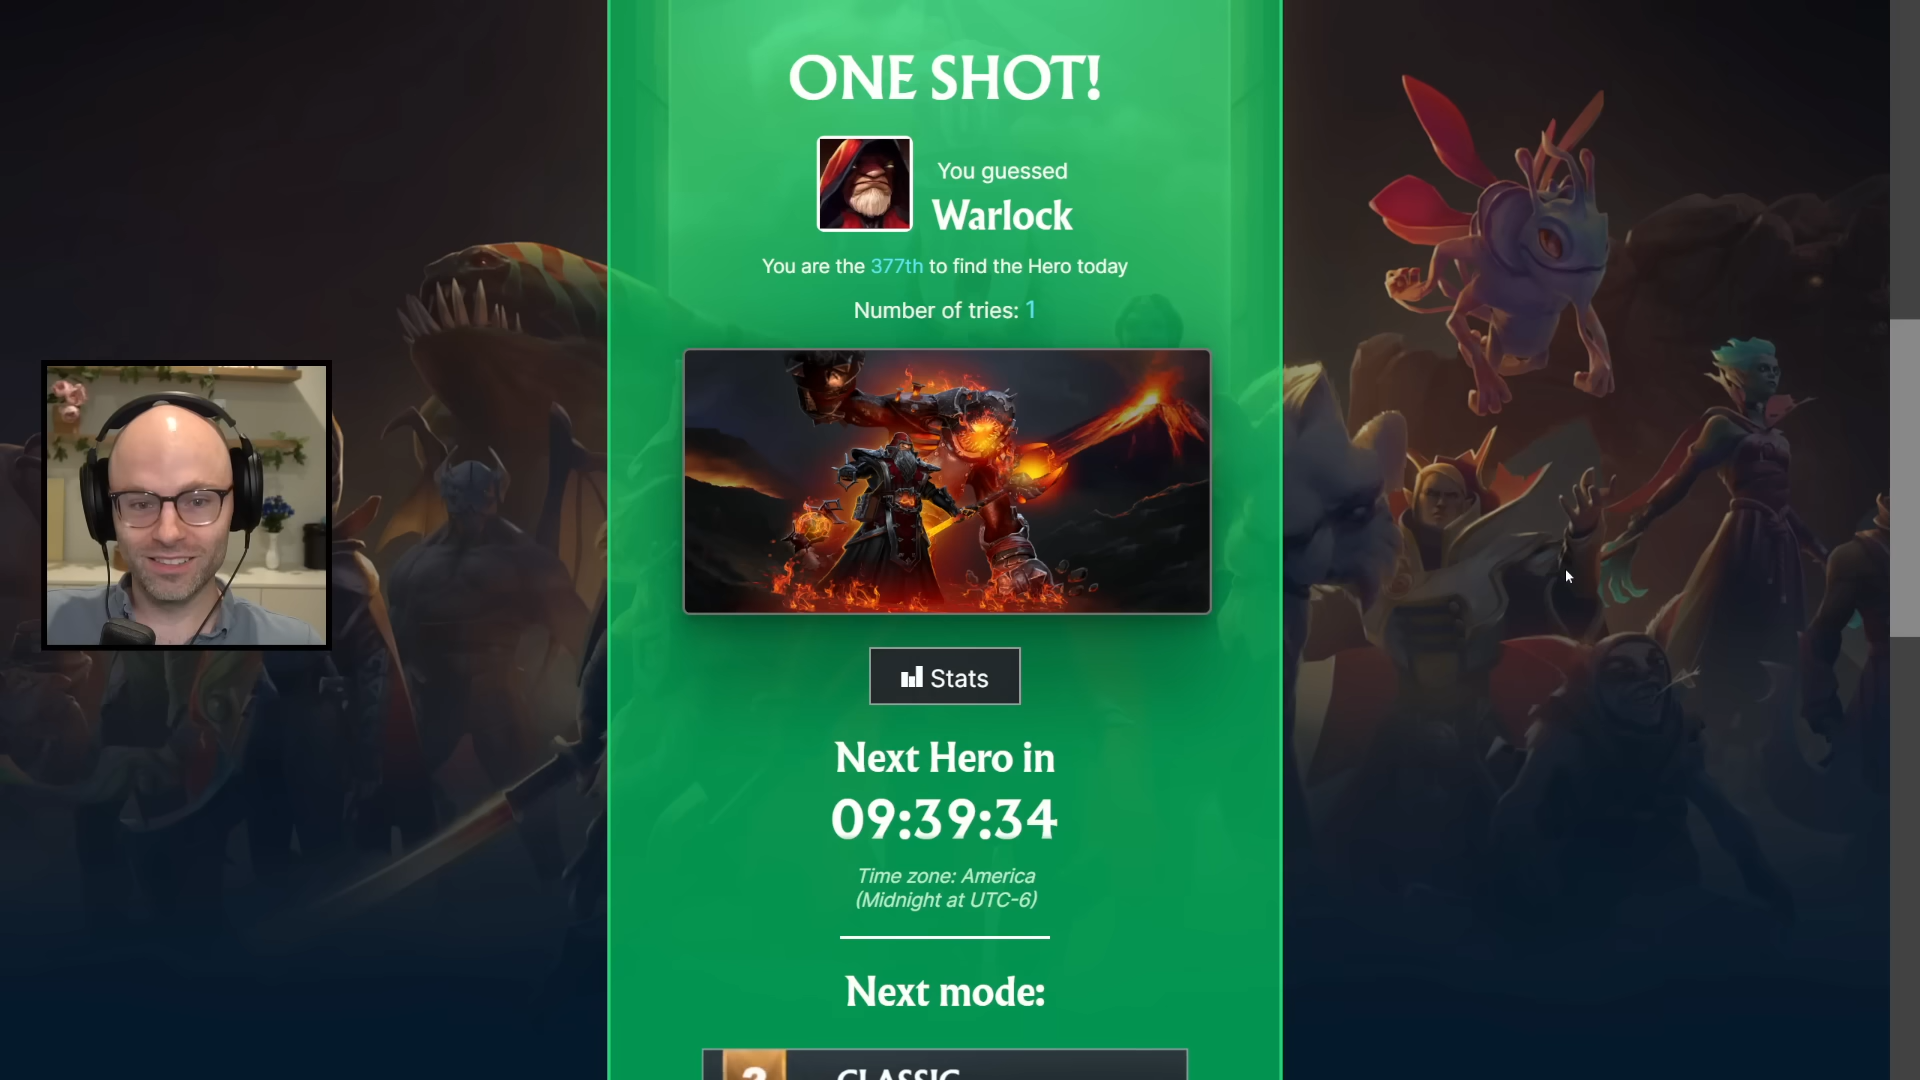 ONE SHOT!
You guessed
Warlock
You are the 377th to find the Hero today
Number of tries: 1
Stats
Next Hero in
09:39:34
Time zone: America
(Midnight at UTC-6)
Next mode:
CLASSIC